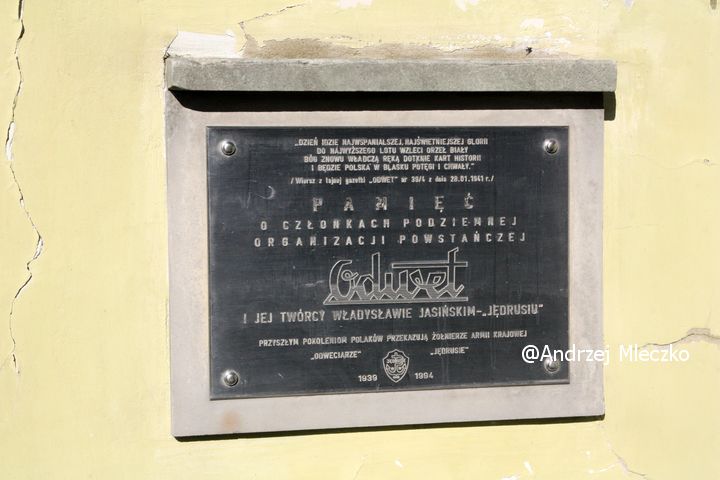 „DZIEŃ IDZIE NAJWSPANIALSZEJ, NAJŚWIETNIEJSZEJ GLORII
DO NAJWYŻSZEGO LOTU WZLECI ORZEŁ BIAŁY
BÓG ZNOWU WŁADCZĄ RĘKĄ DOTKNIE KART HISTORII
I BĘDZIE POLSKA W BLASKU POTĘGI I CHWAŁY."
/Wiersz z tajnej gazetki „ODWET" nr 39/4 z dnia 28.01.1941 r./
PAMIĘĆ
O CZŁONKACH PODZIEMNEJ
ORGANIZACJI POWSTAŃCZEJ
Odwet
I JEJ TWÓRCY WŁADYSŁAWIE JASIŃSKIM-„JĘDRUSIU"
PRZYSZŁYM POKOLENIOM POLAKÓW PRZEKAZUJĄ ŻOŁNIERZE ARMII KRAJOWEJ
„ODWECIARZE" „JĘDRUSIE"
1939 1994
@Andrzej Mleczko